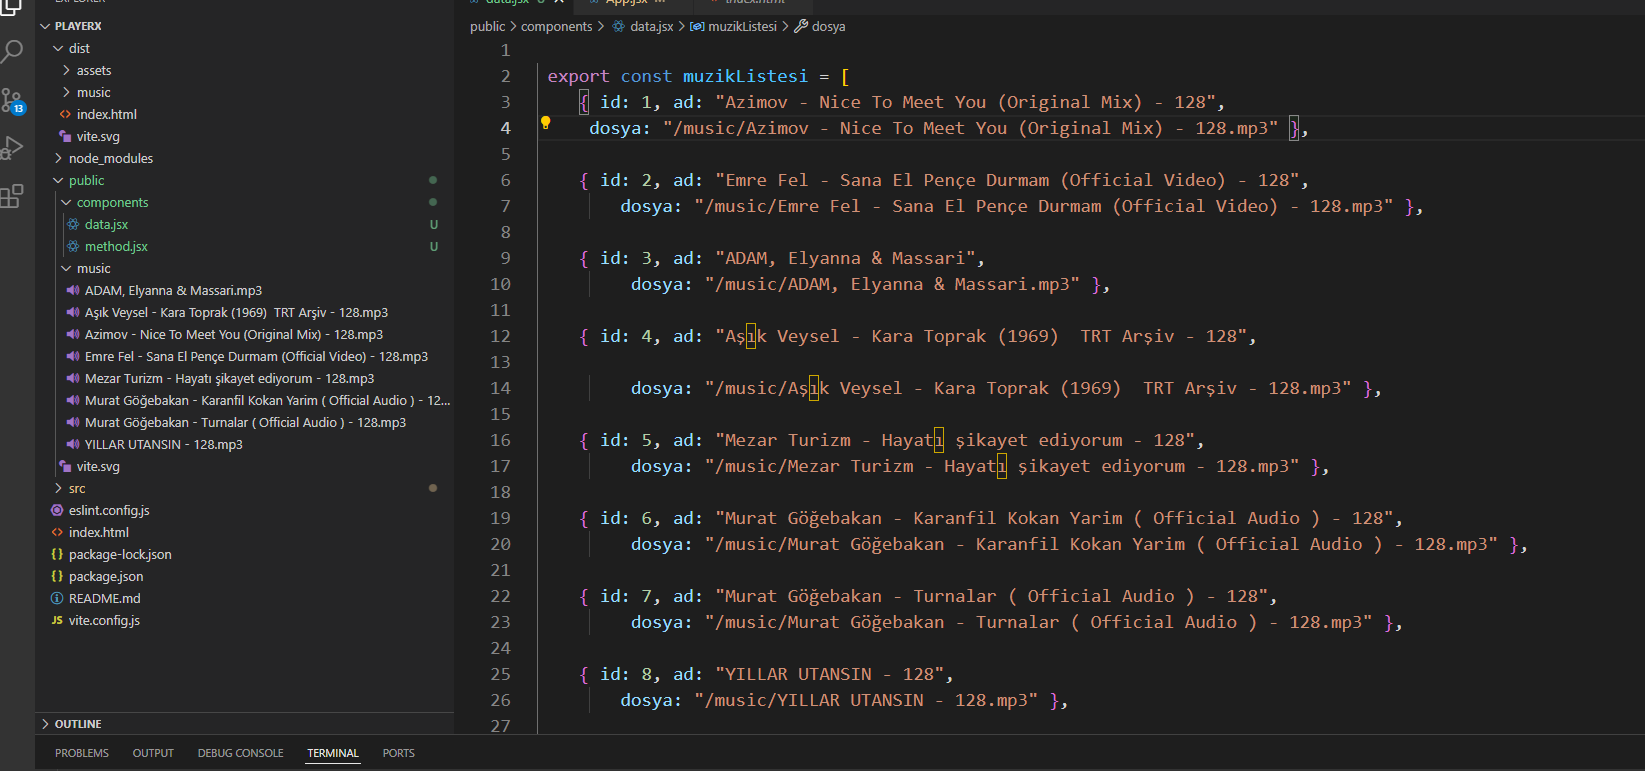 EXPLORER
PLAYERX
dist
assets
music
index.html
vite.svg
node_modules
public
components
data.jsx U
method.jsx U
music
ADAM, Elyanna & Massari.mp3
Aşık Veysel - Kara Toprak (1969)  TRT Arşiv - 128.mp3
Azimov - Nice To Meet You (Original Mix) - 128.mp3
Emre Fel - Sana El Pençe Durmam (Official Video) - 128.mp3
Mezar Turizm - Hayatı şikayet ediyorum - 128.mp3
Murat Göğebakan - Karanfil Kokan Yarim ( Official Audio ) - 12...
Murat Göğebakan - Turnalar ( Official Audio ) - 128.mp3
YILLAR UTANSIN - 128.mp3
vite.svg
src
eslint.config.js
index.html
package-lock.json
package.json
README.md
vite.config.js
OUTLINE
13
data.jsx U App.jsx M index.html
public > components > data.jsx > muzikListesi > dosya
1
2 export const muzikListesi = [
3 { id: 1, ad: "Azimov - Nice To Meet You (Original Mix) - 128",
4 dosya: "/music/Azimov - Nice To Meet You (Original Mix) - 128.mp3" },
5
6 { id: 2, ad: "Emre Fel - Sana El Pençe Durmam (Official Video) - 128",
7 dosya: "/music/Emre Fel - Sana El Pençe Durmam (Official Video) - 128.mp3" },
8
9 { id: 3, ad: "ADAM, Elyanna & Massari",
10 dosya: "/music/ADAM, Elyanna & Massari.mp3" },
11
12 { id: 4, ad: "Aşık Veysel - Kara Toprak (1969)  TRT Arşiv - 128",
13
14 dosya: "/music/Aşık Veysel - Kara Toprak (1969)  TRT Arşiv - 128.mp3" },
15
16 { id: 5, ad: "Mezar Turizm - Hayatı şikayet ediyorum - 128",
17 dosya: "/music/Mezar Turizm - Hayatı şikayet ediyorum - 128.mp3" },
18
19 { id: 6, ad: "Murat Göğebakan - Karanfil Kokan Yarim ( Official Audio ) - 128",
20 dosya: "/music/Murat Göğebakan - Karanfil Kokan Yarim ( Official Audio ) - 128.mp3" },
21
22 { id: 7, ad: "Murat Göğebakan - Turnalar ( Official Audio ) - 128",
23 dosya: "/music/Murat Göğebakan - Turnalar ( Official Audio ) - 128.mp3" },
24
25 { id: 8, ad: "YILLAR UTANSIN - 128",
26 dosya: "/music/YILLAR UTANSIN - 128.mp3" },
27
PROBLEMS OUTPUT DEBUG CONSOLE TERMINAL PORTS